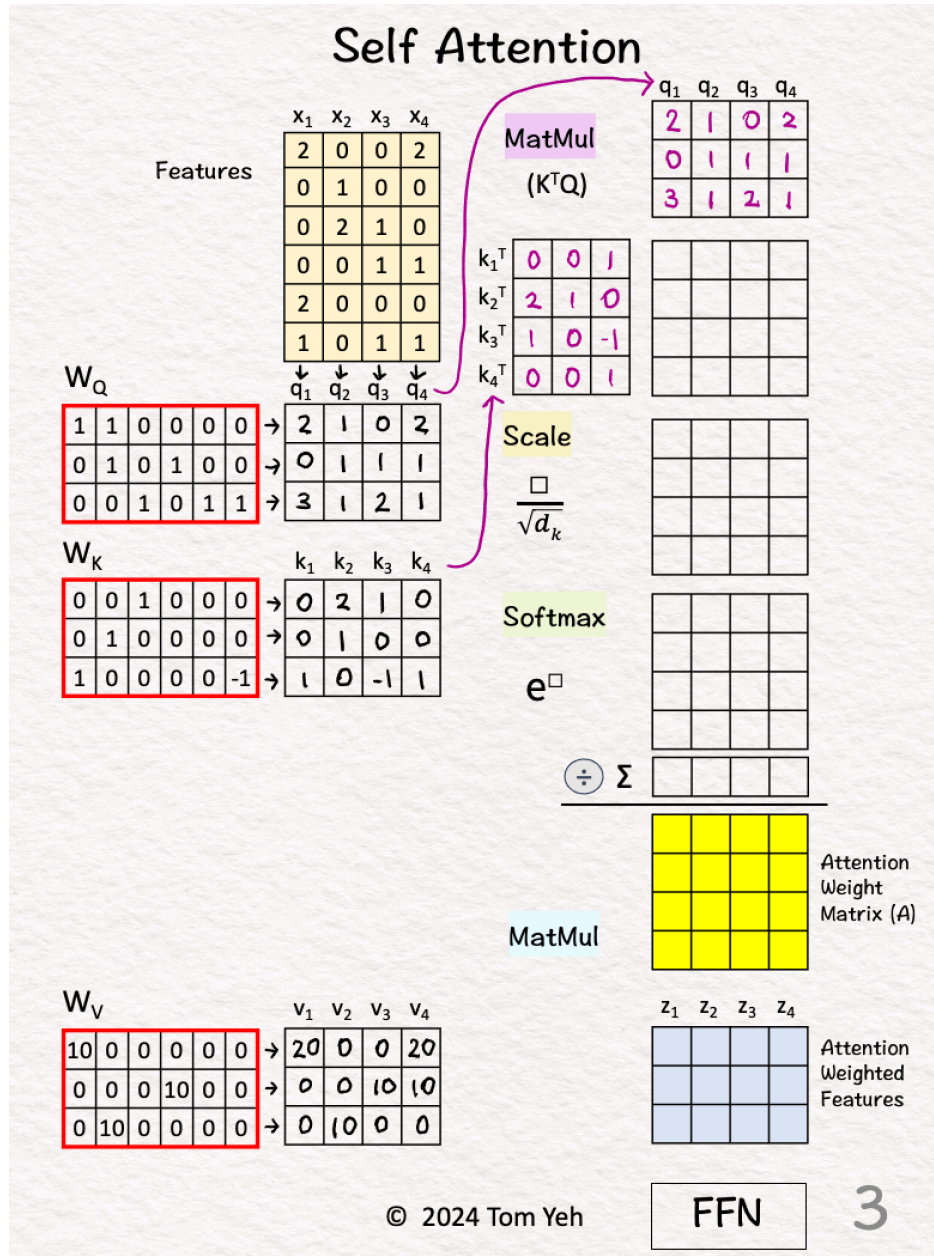 Self Attention
q₁ q₂ q₃ q₄
2 1 0 2
0 1 1 1
3 1 2 1
x₁ x₂ x₃ x₄
Features
2 0 0 2
0 1 0 0
0 2 1 0
0 0 1 1
2 0 0 0
1 0 1 1
MatMul
(KᵀQ)
k₁ᵀ 0 0 1
k₂ᵀ 2 1 0
k₃ᵀ 1 0 -1
k₄ᵀ 0 0 1
W_Q
q₁ q₂ q₃ q₄
1 1 0 0 0 0 → 2 1 0 2
0 1 0 1 0 0 → 0 1 1 1
0 0 1 0 1 1 → 3 1 2 1
Scale
□
√d_k
W_K
k₁ k₂ k₃ k₄
0 0 1 0 0 0 → 0 2 1 0
0 1 0 0 0 0 → 0 1 0 0
1 0 0 0 0 -1 → 1 0 -1 1
Softmax
e^□
÷ Σ
Attention
Weight
Matrix (A)
MatMul
W_V
v₁ v₂ v₃ v₄
10 0 0 0 0 0 → 20 0 0 20
0 0 0 10 0 0 → 0 0 10 10
0 10 0 0 0 0 → 0 10 0 0
z₁ z₂ z₃ z₄
Attention
Weighted
Features
© 2024 Tom Yeh
FFN
3